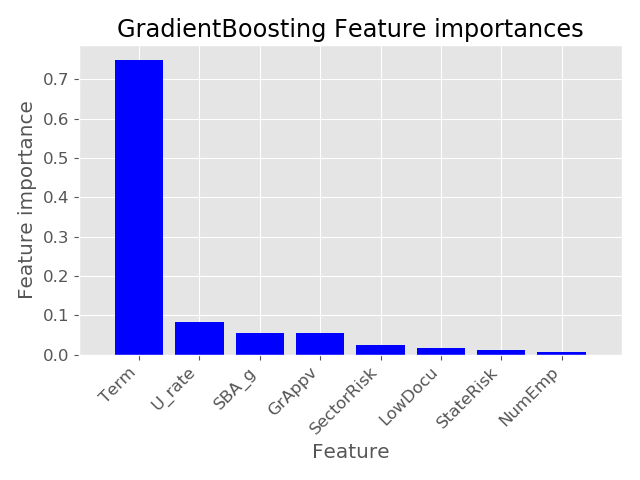 GradientBoosting Feature importances
Feature importance
0.7
0.6
0.5
0.4
0.3
0.2
0.1
0.0
Term
U_rate
SBA_g
GrAppv
SectorRisk
LowDocu
StateRisk
NumEmp
Feature